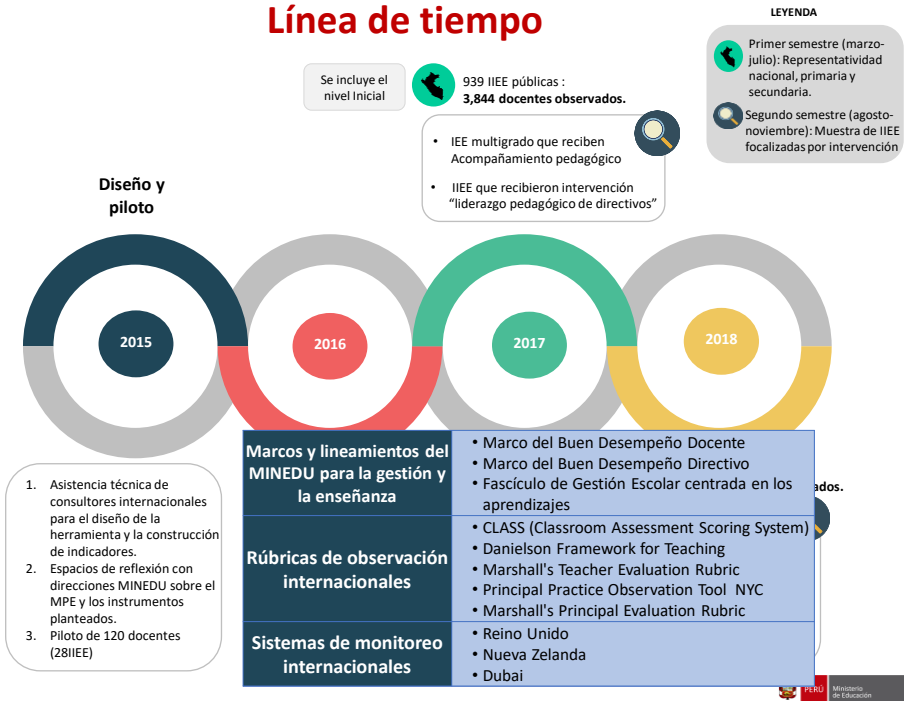 Línea de tiempo
LEYENDA
Primer semestre (marzo-
julio): Representatividad
nacional, primaria y
secundaria.
Segundo semestre (agosto-
noviembre): Muestra de IIEE
focalizadas por intervención
Se incluye el
nivel Inicial
939 IIEE públicas :
3,844 docentes observados.
• IEE multigrado que reciben
Acompañamiento pedagógico
• IIEE que recibieron intervención
“liderazgo pedagógico de directivos”
Diseño y
piloto
2015
2016
2017
2018
1. Asistencia técnica de
consultores internacionales
para el diseño de la
herramienta y la construcción
de indicadores.
2. Espacios de reflexión con
direcciones MINEDU sobre el
MPE y los instrumentos
planteados.
3. Piloto de 120 docentes
(28IIEE)
Marcos y lineamientos del
MINEDU para la gestión y
la enseñanza
• Marco del Buen Desempeño Docente
• Marco del Buen Desempeño Directivo
• Fascículo de Gestión Escolar centrada en los
aprendizajes
Rúbricas de observación
internacionales
• CLASS (Classroom Assessment Scoring System)
• Danielson Framework for Teaching
• Marshall's Teacher Evaluation Rubric
• Principal Practice Observation Tool NYC
• Marshall's Principal Evaluation Rubric
Sistemas de monitoreo
internacionales
• Reino Unido
• Nueva Zelanda
• Dubai
PERÚ
Ministerio
de Educación